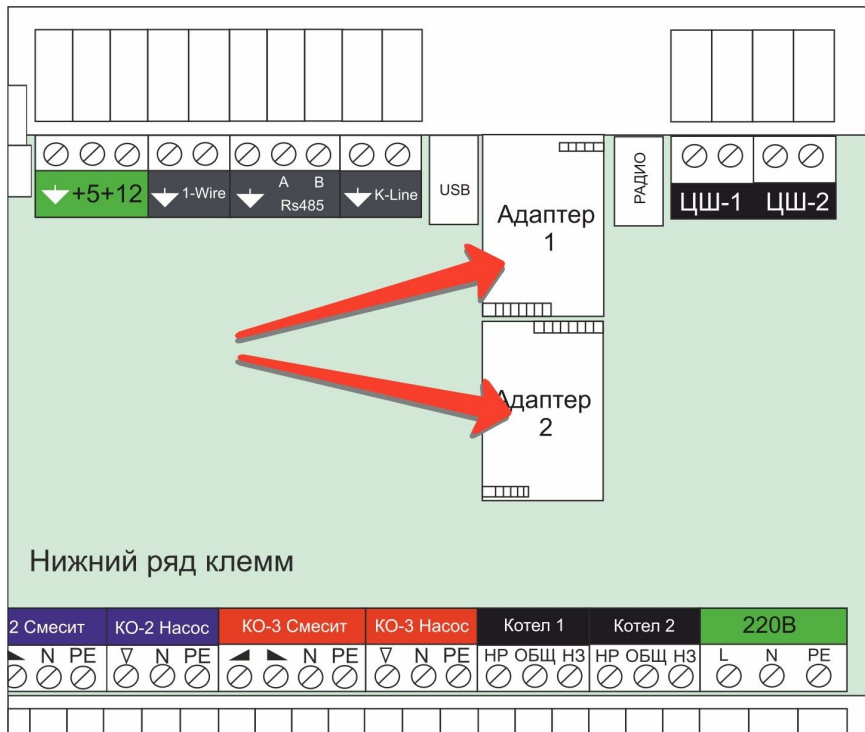 +5+12 1-Wire A B Rs485 K-Line USB
Адаптер
1
РАДИО
ЦШ-1 ЦШ-2
Адаптер
2
Нижний ряд клемм
2 Смесит КО-2 Насос КО-3 Смесит КО-3 Насос Котел 1 Котел 2 220В
N PE N PE N PE N PE НР ОБЩ НЗ НР ОБЩ НЗ L N PE